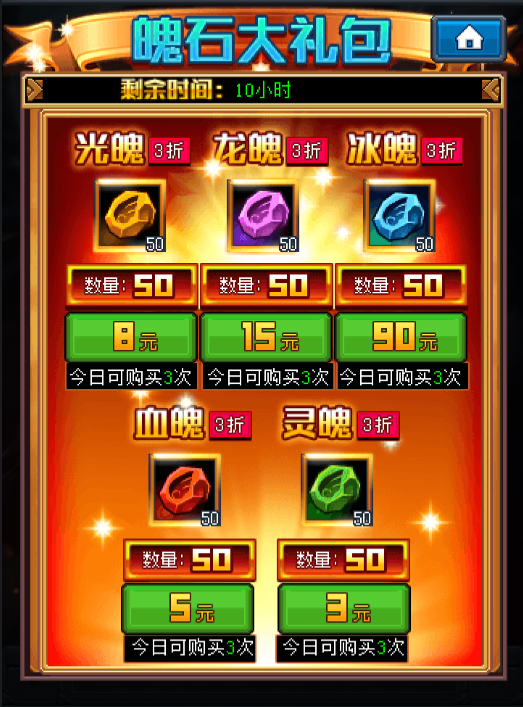 魄石大礼包
剩余时间：10小时
光魄 3折 龙魄 3折 冰魄 3折
50 50 50
数量：50 数量：50 数量：50
8元 15元 90元
今日可购买3次 今日可购买3次 今日可购买3次
血魄 3折 灵魄 3折
50 50
数量：50 数量：50
5元 3元
今日可购买3次 今日可购买3次